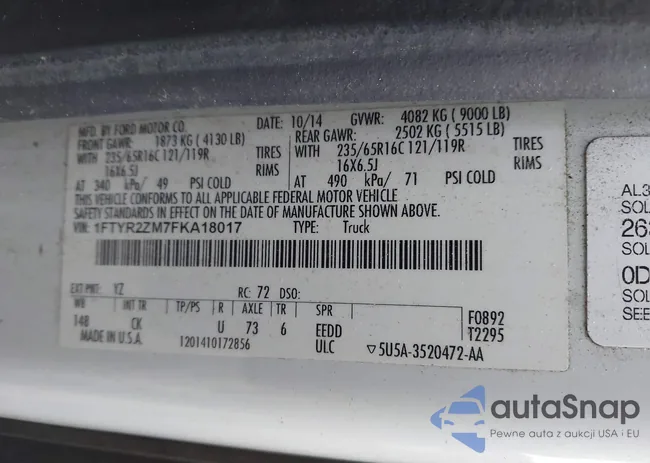 MFD. BY FORD MOTOR CO.
DATE: 10/14 GVWR: 4082 KG ( 9000 LB)
FRONT GAWR: 1873 KG ( 4130 LB)
REAR GAWR: 2502 KG ( 5515 LB)
WITH 235/65R16C 121/119R TIRES
WITH 235/65R16C 121/119R TIRES
16X6.5J RIMS
16X6.5J RIMS
AT 340 kPa/ 49 PSI COLD
AT 490 kPa/ 71 PSI COLD
THIS VEHICLE CONFORMS TO ALL APPLICABLE FEDERAL MOTOR VEHICLE
SAFETY STANDARDS IN EFFECT ON THE DATE OF MANUFACTURE SHOWN ABOVE.
VIN: 1FTYR2ZM7FKA18017 TYPE: Truck
EXT PNT: YZ RC: 72 DSO:
WB INT TR TP/PS R AXLE TR SPR
148 CK U 73 6 EEDD
F0892
T2295
MADE IN U.S.A. 1201410172856 ULC ▽5U5A-3520472-AA
SOL
SOL
SEE
autaSnap
Pewne auta z aukcji USA i EU